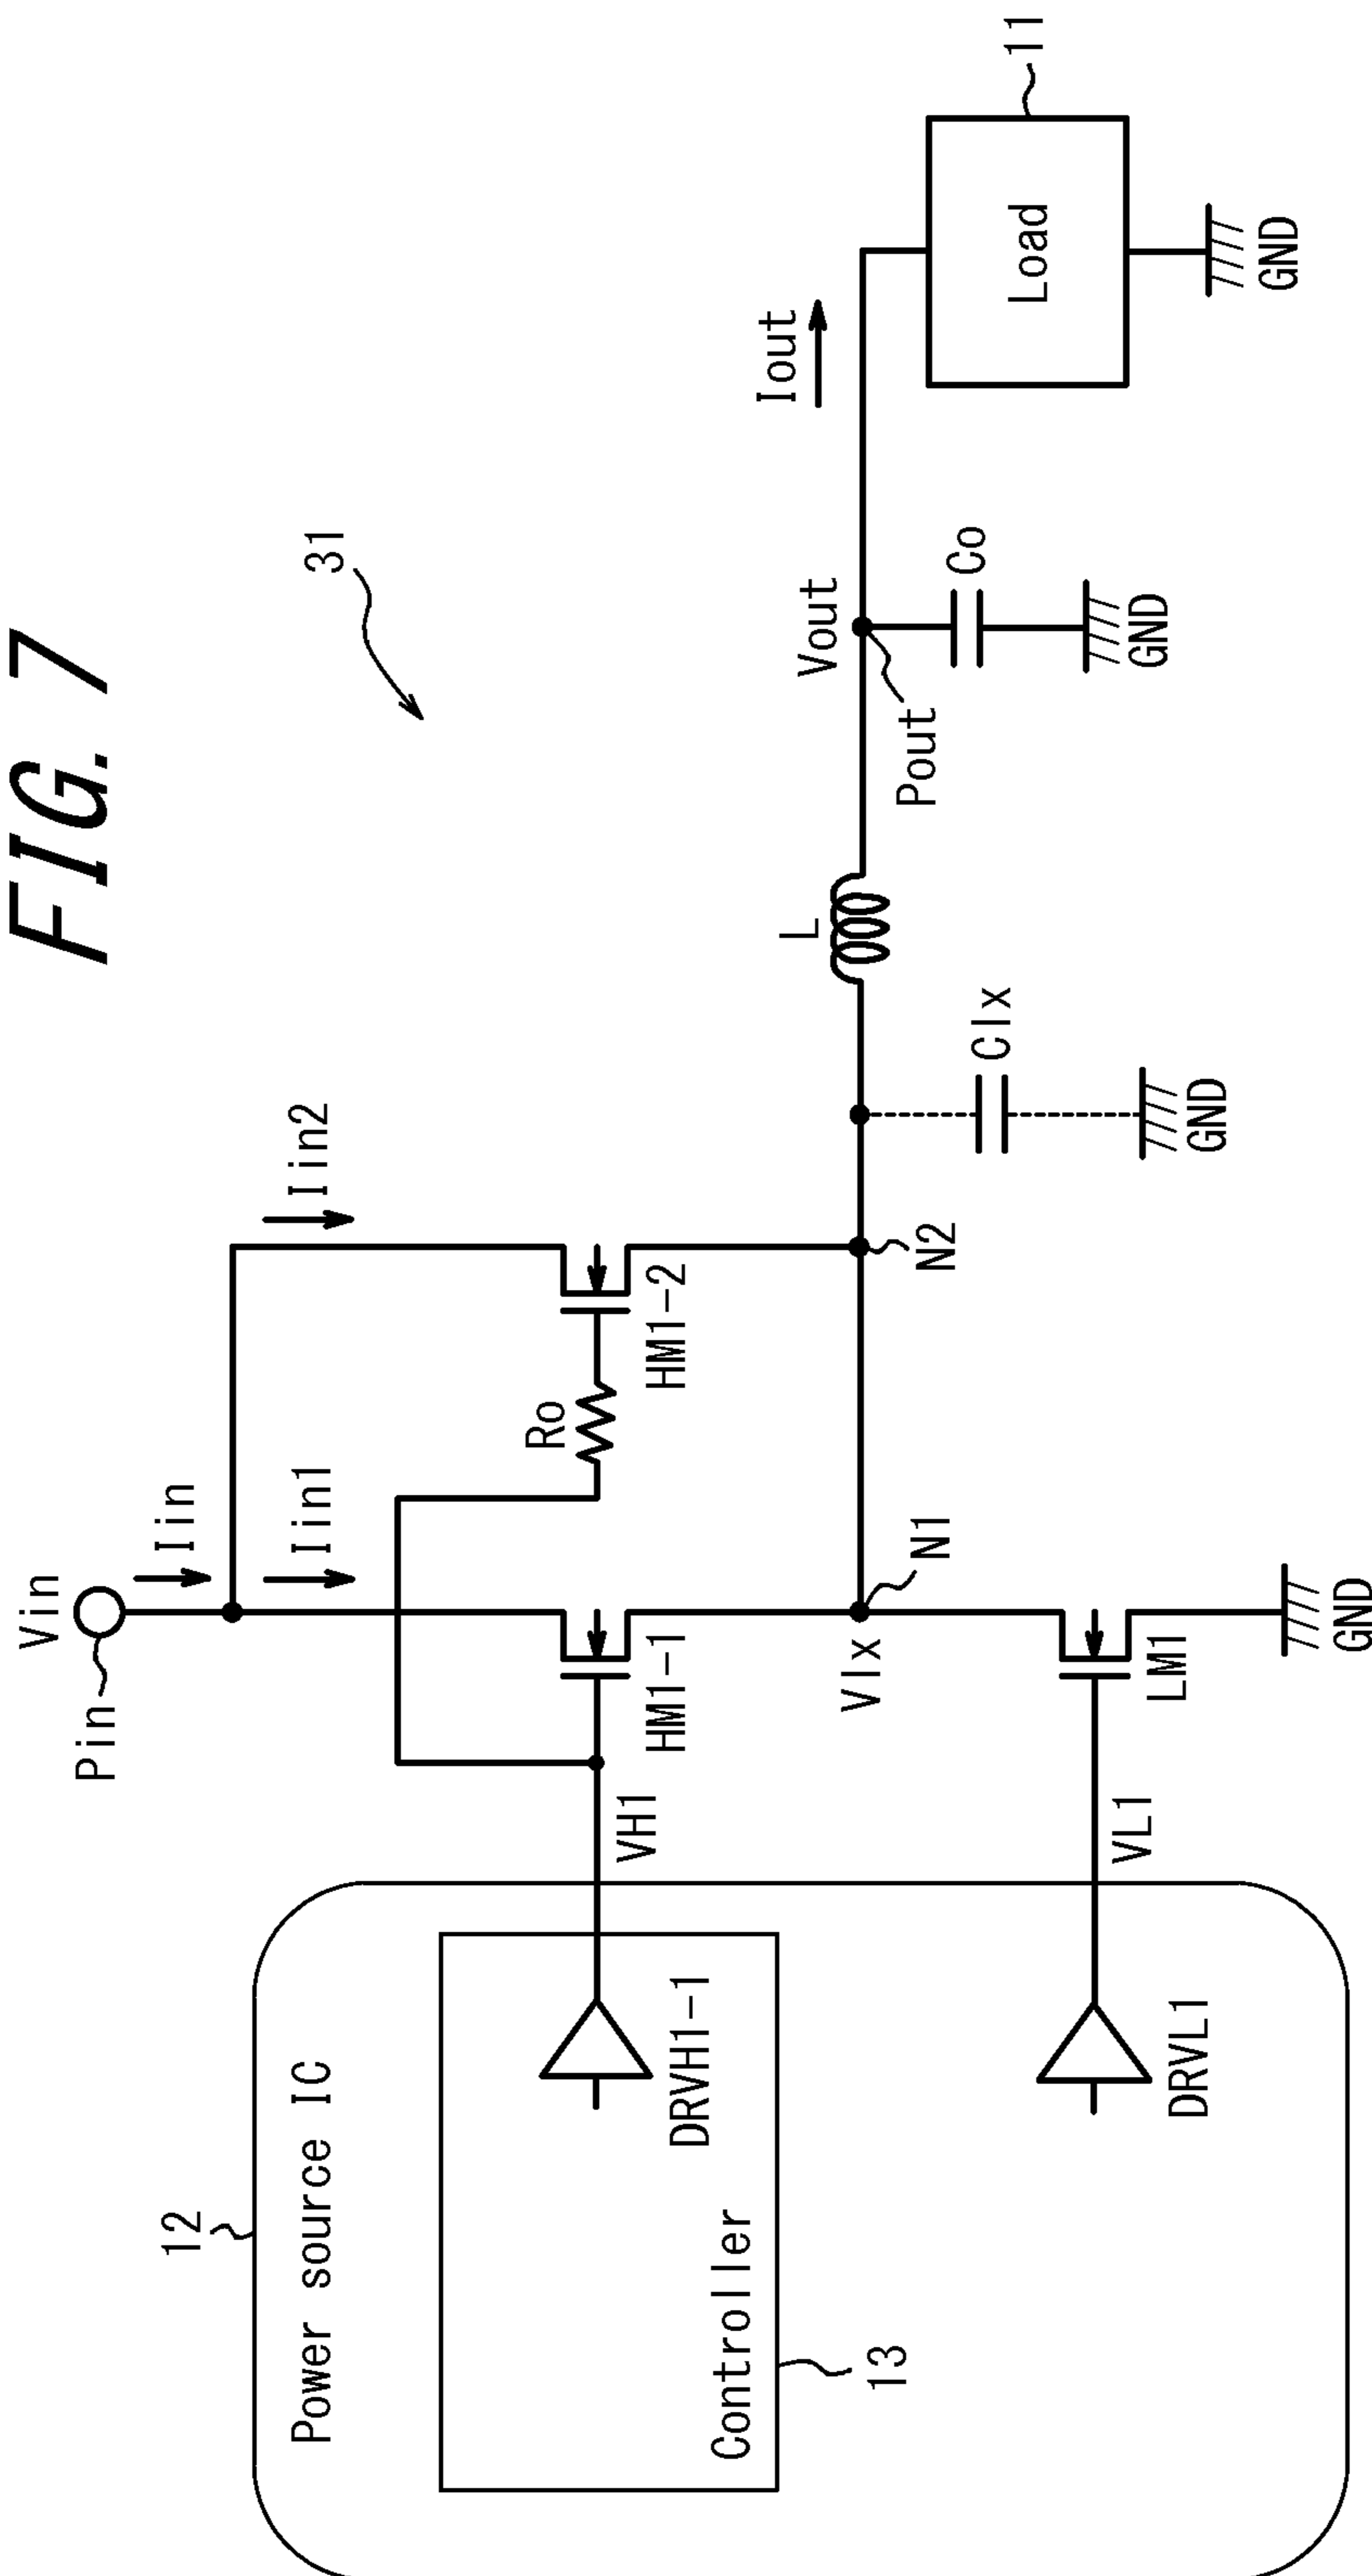 FIG. 7
31
Vin
Pin
Iin
Iin1
Iin2
12
Power source IC
Controller
13
DRVH1-1
VH1
HM1-1
Ro
HM1-2
Vlx
N1
N2
DRVL1
VL1
LM1
GND
Clx
GND
L
Vout
Pout
Co
GND
Iout
Load
11
GND